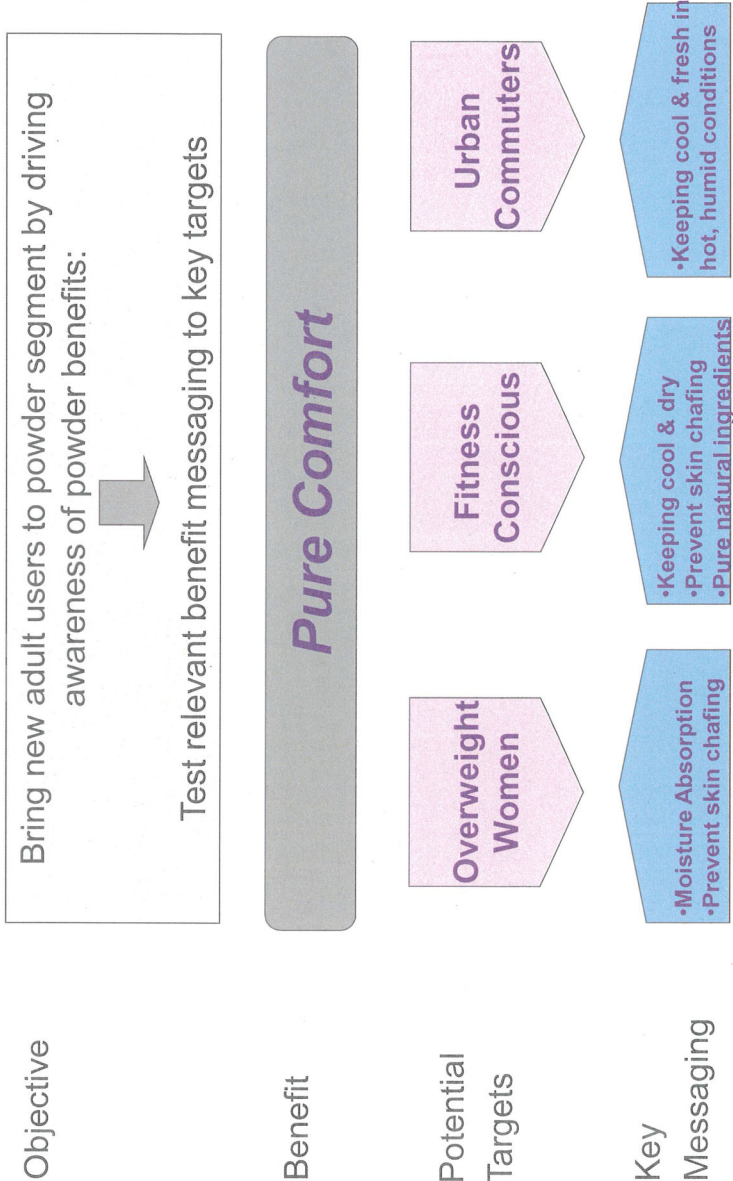 Objective
Bring new adult users to powder segment by driving
awareness of powder benefits:
Test relevant benefit messaging to key targets
Benefit
Pure Comfort
Potential
Targets
Overweight
Women
Fitness
Conscious
Urban
Commuters
Key
Messaging
•Moisture Absorption
•Prevent skin chafing
•Keeping cool & dry
•Prevent skin chafing
•Pure natural ingredients
•Keeping cool & fresh in
hot, humid conditions